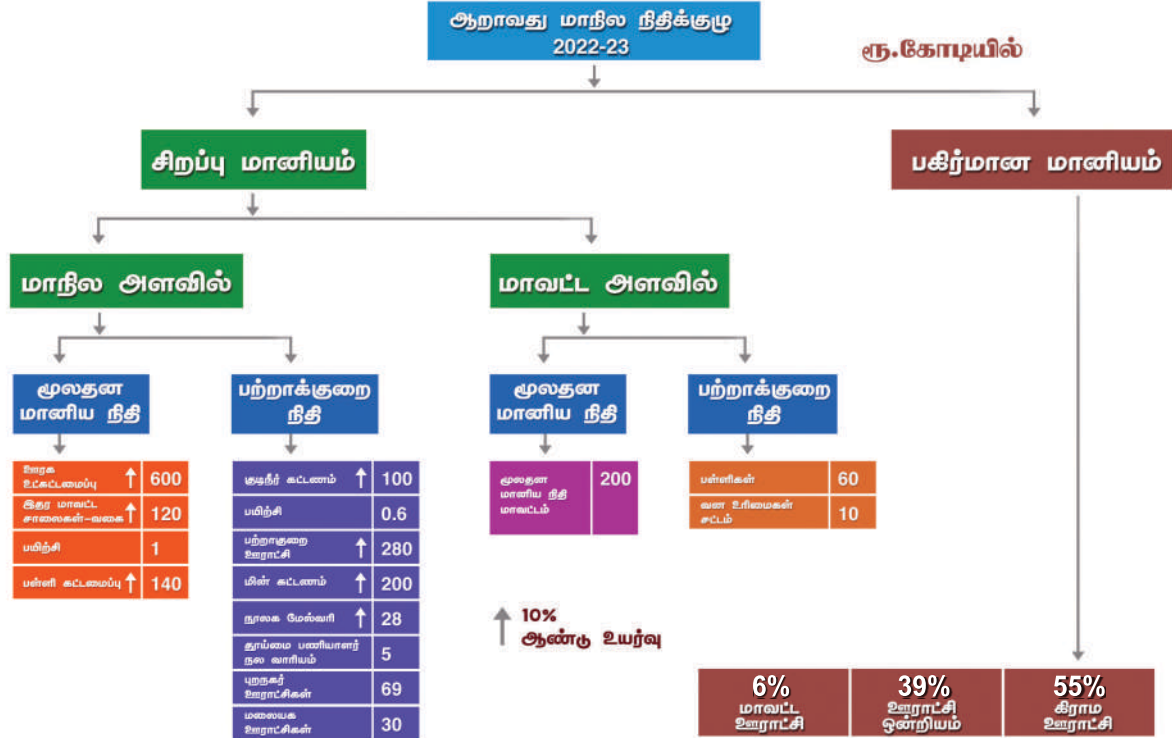 ஆறாவது மாநில நிதிக்குழு
2022-23
ரூ.கோடியில்
சிறப்பு மானியம்
பகிர்மான மானியம்
மாநில அளவில்
மாவட்ட அளவில்
மூலதன
மானிய நிதி
பற்றாக்குறை
நிதி
மூலதன
மானிய நிதி
பற்றாக்குறை
நிதி
ஊரக
உட்கட்டமைப்பு ↑ 600
இதர மாவட்ட
சாலைகள்-வகை ↑ 120
பயிற்சி 1
பள்ளி கட்டமைப்பு ↑ 140
குடிநீர் கட்டணம் ↑ 100
பயிற்சி 0.6
பற்றாகுறை
ஊராட்சி ↑ 280
மின் கட்டணம் ↑ 200
நூலக மேல்வரி ↑ 28
தூய்மை பணியாளர்
நல வாரியம் 5
புறநகர்
ஊராட்சிகள் 69
மலையக
ஊராட்சிகள் 30
மூலதன 200
மானிய நிதி
மாவட்டம்
பள்ளிகள் 60
வன உரிமைகள்
சட்டம் 10
↑ 10%
ஆண்டு உயர்வு
6%
மாவட்ட
ஊராட்சி
39%
ஊராட்சி
ஒன்றியம்
55%
கிராம
ஊராட்சி